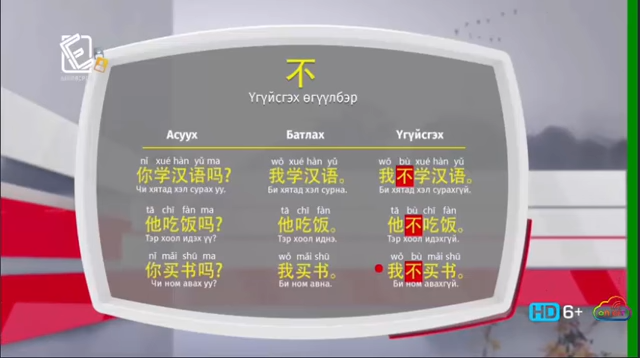 不
Үгүйсгэх өгүүлбэр
Асуух Батлах Үгүйсгэх
nǐ xué hàn yǔ ma wǒ xué hàn yǔ wǒ bù xué hàn yǔ
你学汉语吗? 我学汉语。 我不学汉语。
Чи хятад хэл сурах уу. Би хятад хэл сурна. Би хятад хэл сурахгүй.
tā chī fàn ma tā chī fàn tā bù chī fàn
他吃饭吗? 他吃饭。 他不吃饭。
Тэр хоол идэх үү? Тэр хоол иднэ. Тэр хоол идэхгүй.
nǐ mǎi shū ma wǒ mǎi shū wǒ bù mǎi shū
你买书吗? 我买书。 我不买书。
Чи ном авах уу? Би ном авна. Би ном авахгүй.
HD 6+